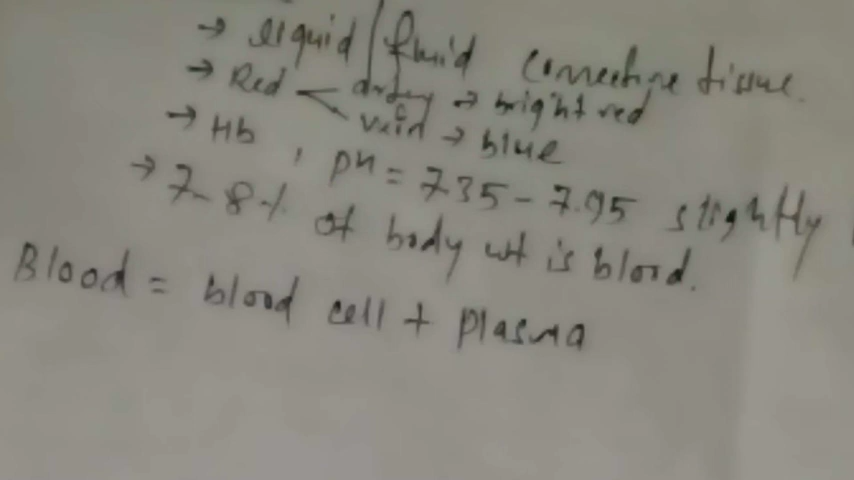 → liquid / fluid connective tissue.
→ Red < artery → bright red
vein → blue
→ Hb , pH = 7.35 - 7.95 slightly
→ 7-8% of body wt is blood.
Blood = blood cell + plasma